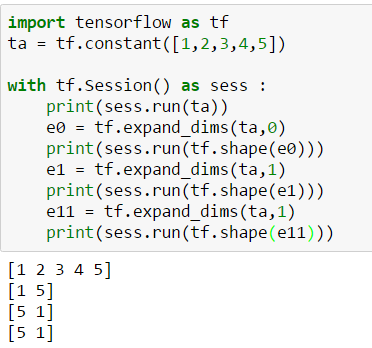 import tensorflow as tf
ta = tf.constant([1,2,3,4,5])
with tf.Session() as sess :
    print(sess.run(ta))
    e0 = tf.expand_dims(ta,0)
    print(sess.run(tf.shape(e0)))
    e1 = tf.expand_dims(ta,1)
    print(sess.run(tf.shape(e1)))
    e11 = tf.expand_dims(ta,1)
    print(sess.run(tf.shape(e11)))
[1 2 3 4 5]
[1 5]
[5 1]
[5 1]